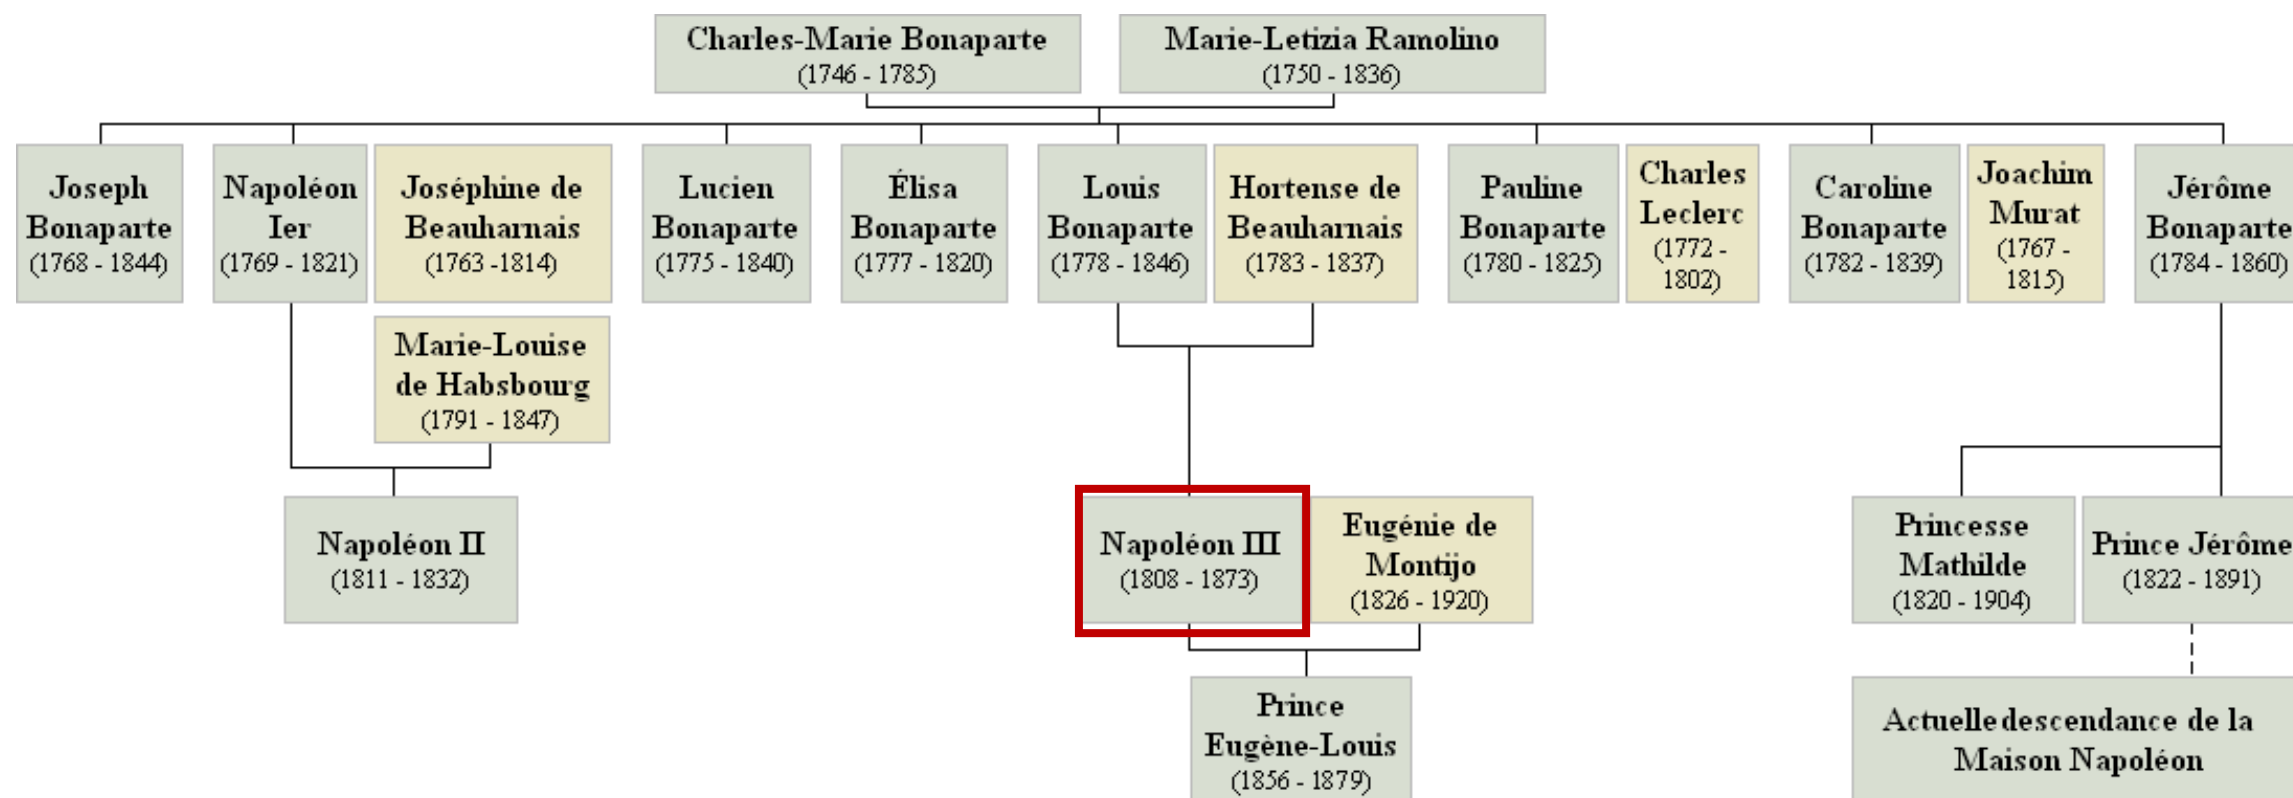 Charles-Marie Bonaparte
(1746 - 1785)
Marie-Letizia Ramolino
(1750 - 1836)
Joseph
Bonaparte
(1768 - 1844)
Napoléon
Ier
(1769 - 1821)
Joséphine de
Beauharnais
(1763 -1814)
Lucien
Bonaparte
(1775 - 1840)
Élisa
Bonaparte
(1777 - 1820)
Louis
Bonaparte
(1778 - 1846)
Hortense de
Beauharnais
(1783 - 1837)
Pauline
Bonaparte
(1780 - 1825)
Charles
Leclerc
(1772 -
1802)
Caroline
Bonaparte
(1782 - 1839)
Joachim
Murat
(1767 -
1815)
Jérôme
Bonaparte
(1784 - 1860)
Marie-Louise
de Habsbourg
(1791 - 1847)
Napoléon II
(1811 - 1832)
Napoléon III
(1808 - 1873)
Eugénie de
Montijo
(1826 - 1920)
Princesse
Mathilde
(1820 - 1904)
Prince Jérôme
(1822 - 1891)
Prince
Eugène-Louis
(1856 - 1879)
Actuelle descendance de la
Maison Napoléon